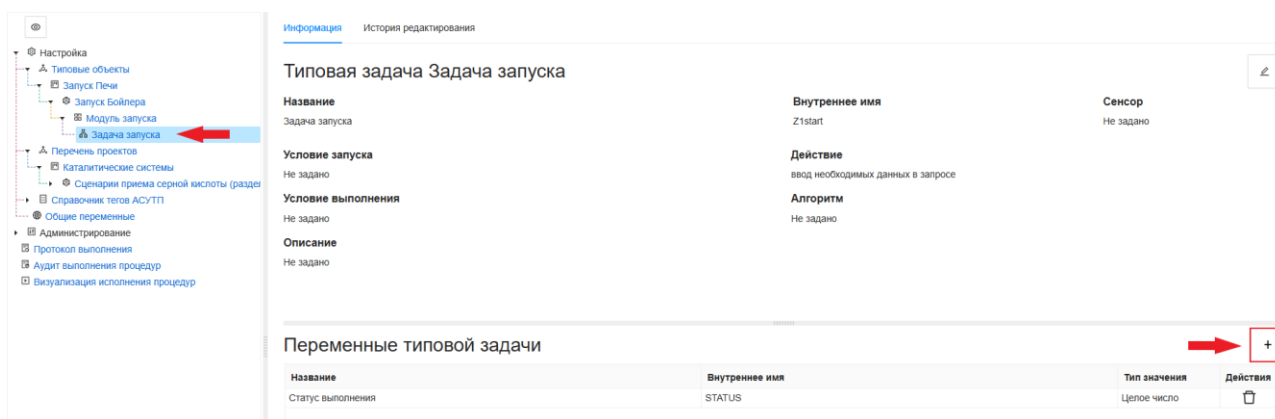 Информация История редактирования
Настройка
Типовые объекты
Запуск Печи
Запуск Бойлера
Модуль запуска
Задача запуска
Перечень проектов
Каталитические системы
Сценарии приема серной кислоты (раздел
Справочник тегов АСУТП
Общие переменные
Администрирование
Протокол выполнения
Аудит выполнения процедур
Визуализация исполнения процедур
Типовая задача Задача запуска
Название Внутреннее имя Сенсор
Задача запуска Z1start Не задано
Условие запуска Действие
Не задано ввод необходимых данных в запросе
Условие выполнения Алгоритм
Не задано Не задано
Описание
Не задано
Переменные типовой задачи +
Название Внутреннее имя Тип значения Действия
Статус выполнения STATUS Целое число